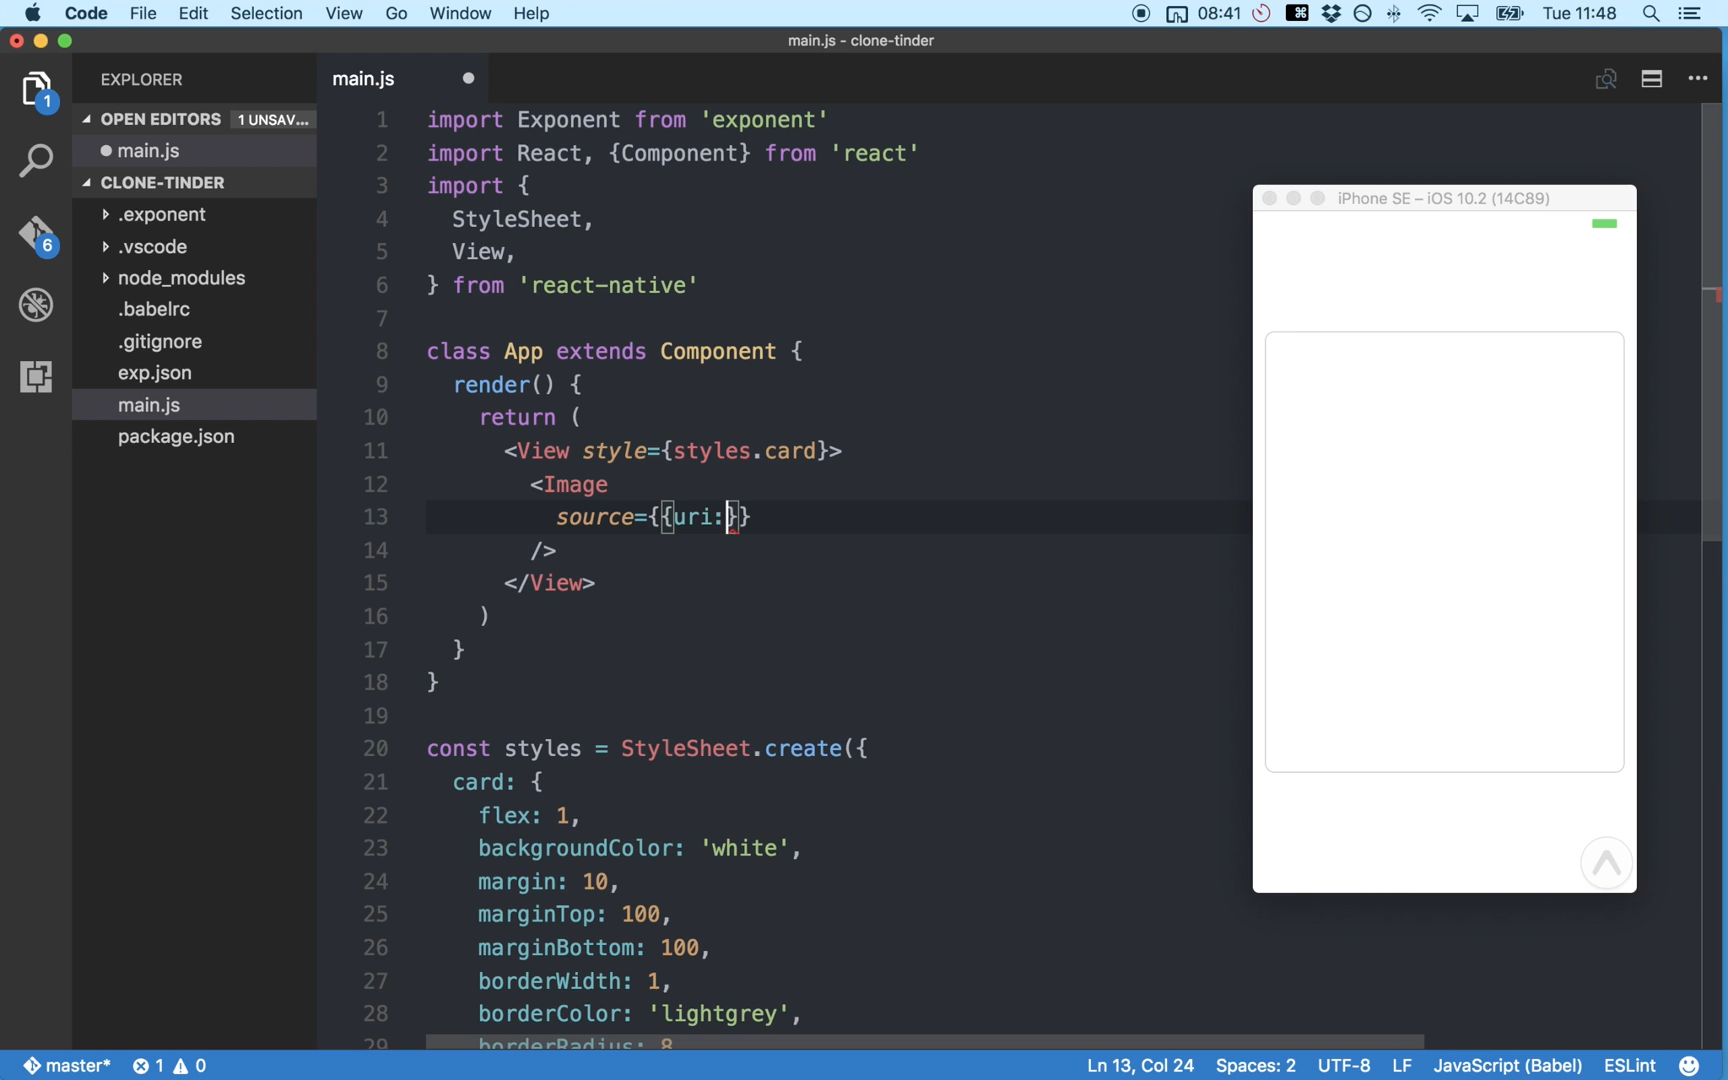 Code File Edit Selection View Go Window Help 08:41 Tue 11:48
main.js - clone-tinder
EXPLORER
OPEN EDITORS 1 UNSAV...
main.js
CLONE-TINDER
.exponent
.vscode
node_modules
.babelrc
.gitignore
exp.json
main.js
package.json
1
6
main.js
1 import Exponent from 'exponent'
2 import React, {Component} from 'react'
3 import {
4 StyleSheet,
5 View,
6 } from 'react-native'
7
8 class App extends Component {
9 render() {
10 return (
11 <View style={styles.card}>
12 <Image
13 source={{uri:}}
14 />
15 </View>
16 )
17 }
18 }
19
20 const styles = StyleSheet.create({
21 card: {
22 flex: 1,
23 backgroundColor: 'white',
24 margin: 10,
25 marginTop: 100,
26 marginBottom: 100,
27 borderWidth: 1,
28 borderColor: 'lightgrey',
29 borderRadius: 8
iPhone SE – iOS 10.2 (14C89)
master* 1 0 Ln 13, Col 24 Spaces: 2 UTF-8 LF JavaScript (Babel) ESLint